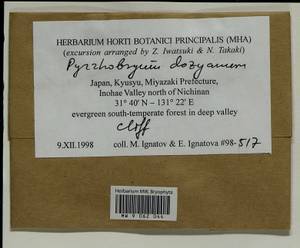 HERBARIUM HORTI BOTANICI PRINCIPALIS (MHA)
(excursion arranged by Z. Iwatsuki & N. Takaki)
Pyrrhobryum dozyanum
Japan, Kyusyu, Miyazaki Prefecture,
Inohae Valley north of Nichinan
31° 40' N – 131° 22' E
evergreen south-temperate forest in deep valley
cliff
9.XII.1998 coll. M. Ignatov & E. Ignatova #98-517
Herbarium MW, Bryophyta
MW 9062044